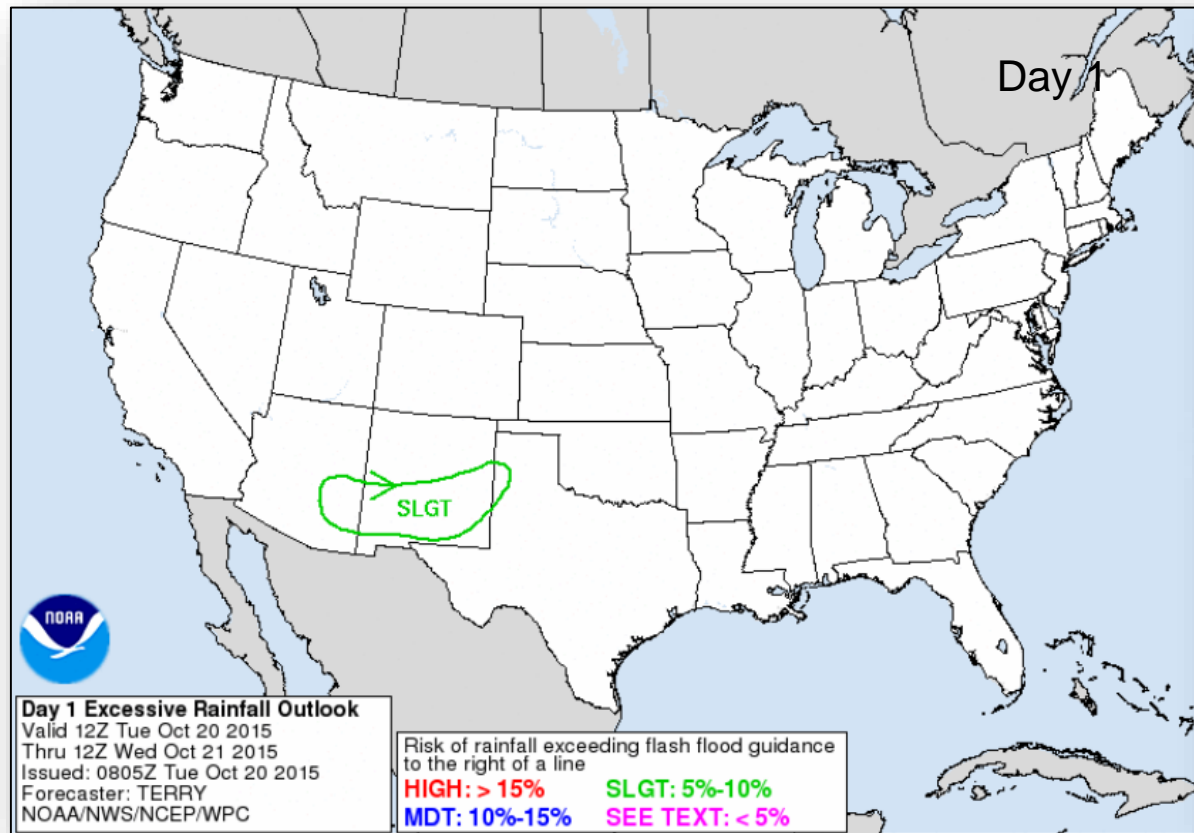 Day 1
SLGT
NOAA
Day 1 Excessive Rainfall Outlook
Valid 12Z Tue Oct 20 2015
Thru 12Z Wed Oct 21 2015
Issued: 0805Z Tue Oct 20 2015
Forecaster: TERRY
NOAA/NWS/NCEP/WPC
Risk of rainfall exceeding flash flood guidance
to the right of a line
HIGH: > 15% SLGT: 5%-10%
MDT: 10%-15% SEE TEXT: < 5%